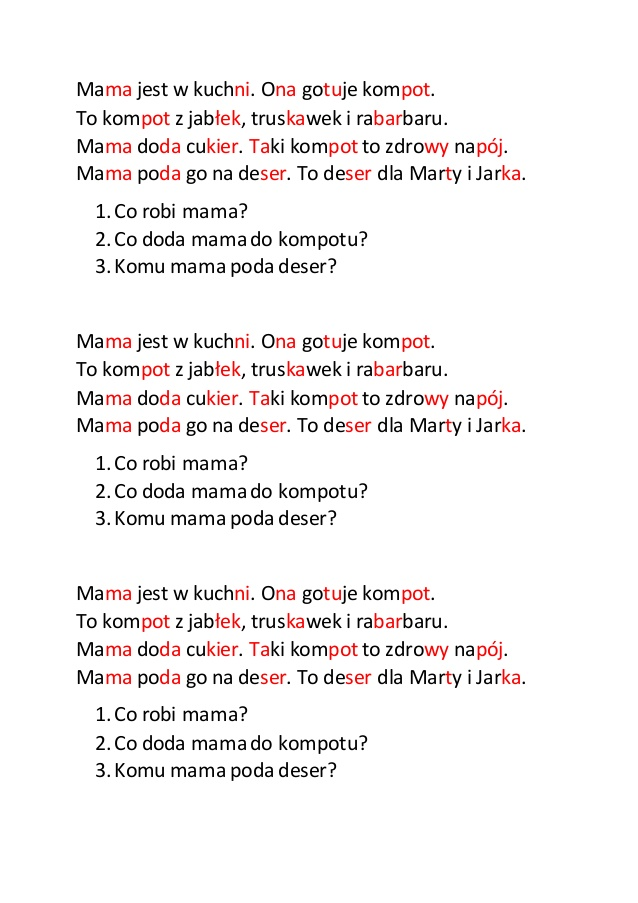 Mama jest w kuchni. Ona gotuje kompot.
To kompot z jabłek, truskawek i rabarbaru.
Mama doda cukier. Taki kompot to zdrowy napój.
Mama poda go na deser. To deser dla Marty i Jarka.
1. Co robi mama?
2. Co doda mama do kompotu?
3. Komu mama poda deser?
Mama jest w kuchni. Ona gotuje kompot.
To kompot z jabłek, truskawek i rabarbaru.
Mama doda cukier. Taki kompot to zdrowy napój.
Mama poda go na deser. To deser dla Marty i Jarka.
1. Co robi mama?
2. Co doda mama do kompotu?
3. Komu mama poda deser?
Mama jest w kuchni. Ona gotuje kompot.
To kompot z jabłek, truskawek i rabarbaru.
Mama doda cukier. Taki kompot to zdrowy napój.
Mama poda go na deser. To deser dla Marty i Jarka.
1. Co robi mama?
2. Co doda mama do kompotu?
3. Komu mama poda deser?